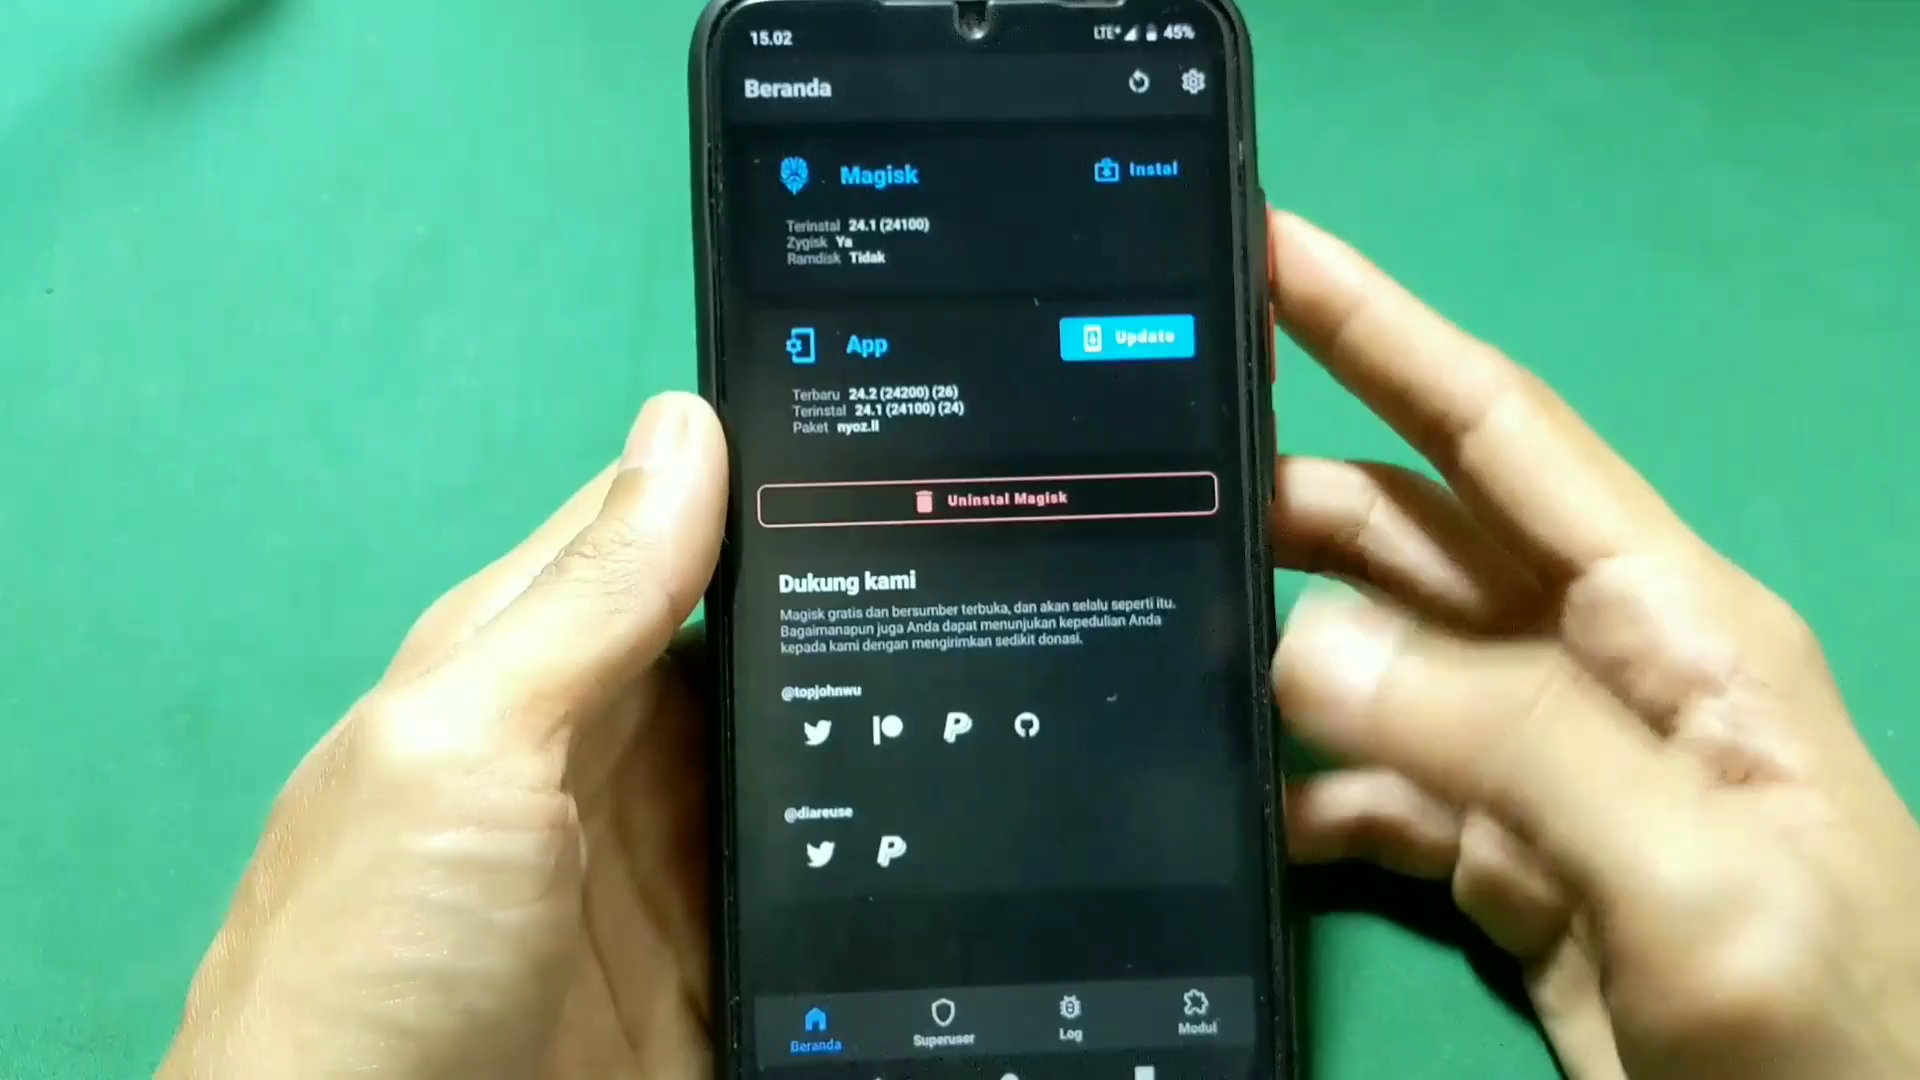 15.02
LTE+ 45%
Beranda
Magisk
Instal
Terinstal 24.1 (24100)
Zygisk Ya
Ramdisk Tidak
App
Update
Terbaru 24.2 (24200) (26)
Terinstal 24.1 (24100) (24)
Paket nyoz.ll
Uninstal Magisk
Dukung kami
Magisk gratis dan bersumber terbuka, dan akan selalu seperti itu.
Bagaimanapun juga Anda dapat menunjukan kepedulian Anda
kepada kami dengan mengirimkan sedikit donasi.
@topjohnwu
@diareuse
Beranda
Superuser
Log
Modul